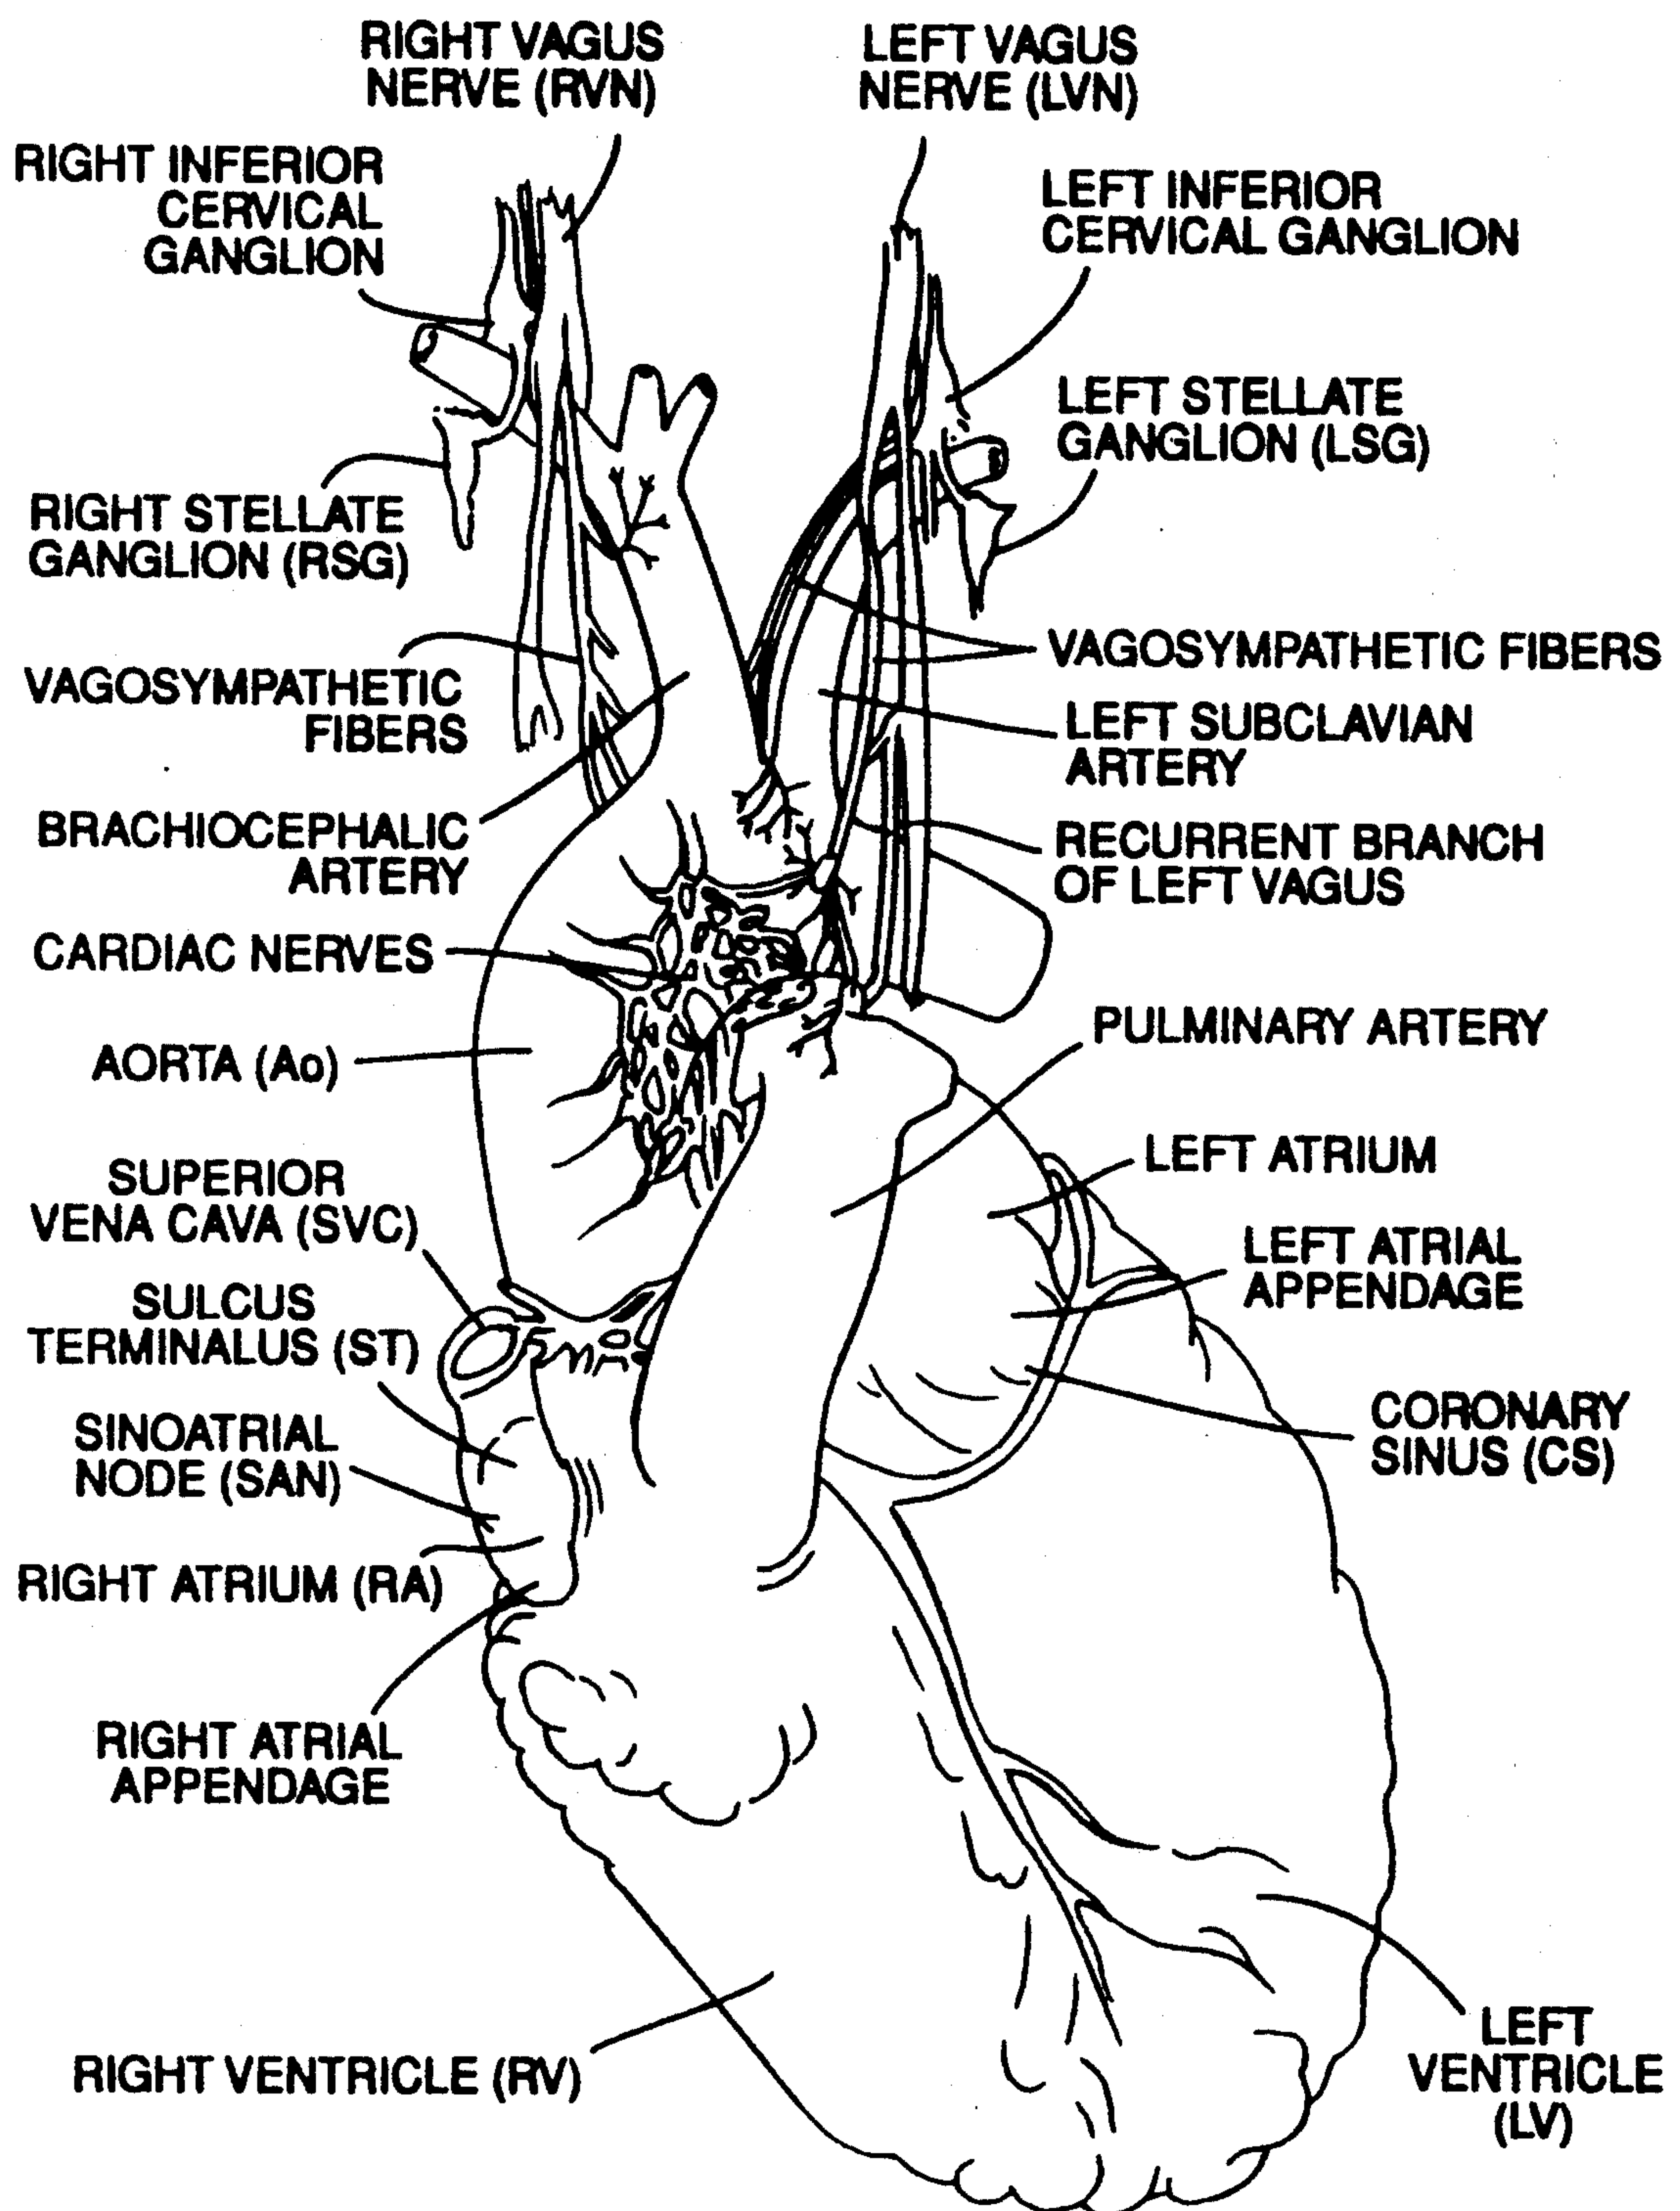 RIGHT VAGUS
NERVE (RVN)
LEFT VAGUS
NERVE (LVN)
RIGHT INFERIOR
CERVICAL
GANGLION
LEFT INFERIOR
CERVICAL GANGLION
LEFT STELLATE
GANGLION (LSG)
RIGHT STELLATE
GANGLION (RSG)
VAGOSYMPATHETIC FIBERS
VAGOSYMPATHETIC
FIBERS
LEFT SUBCLAVIAN
ARTERY
BRACHIOCEPHALIC
ARTERY
RECURRENT BRANCH
OF LEFT VAGUS
CARDIAC NERVES
PULMINARY ARTERY
AORTA (Ao)
LEFT ATRIUM
SUPERIOR
VENA CAVA (SVC)
LEFT ATRIAL
APPENDAGE
SULCUS
TERMINALUS (ST)
CORONARY
SINUS (CS)
SINOATRIAL
NODE (SAN)
RIGHT ATRIUM (RA)
RIGHT ATRIAL
APPENDAGE
LEFT
VENTRICLE
(LV)
RIGHT VENTRICLE (RV)